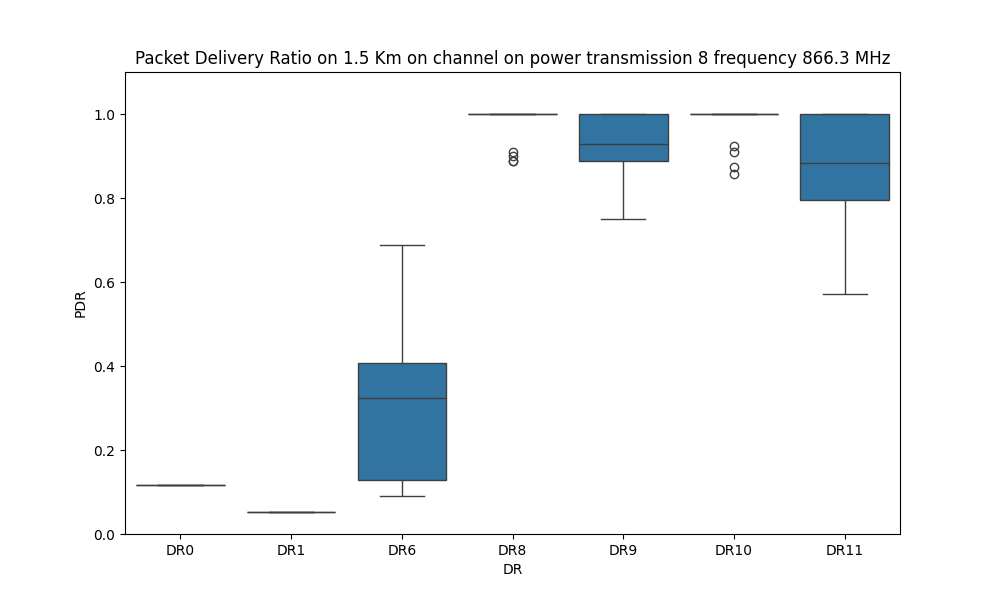 Packet Delivery Ratio on 1.5 Km on channel on power transmission 8 frequency 866.3 MHz
1.0
0.8
0.6
0.4
0.2
0.0
PDR
DR0 DR1 DR6 DR8 DR9 DR10 DR11
DR